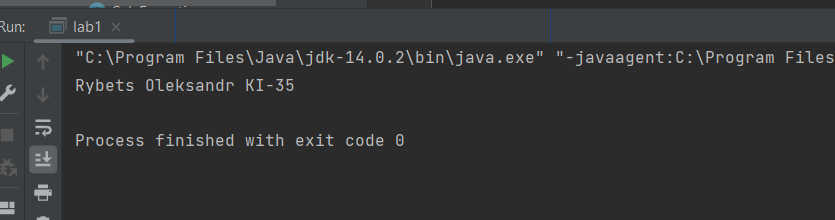 Run:
lab1
"C:\Program Files\Java\jdk-14.0.2\bin\java.exe" "-javaagent:C:\Program Files
Rybets Oleksandr KI-35
Process finished with exit code 0